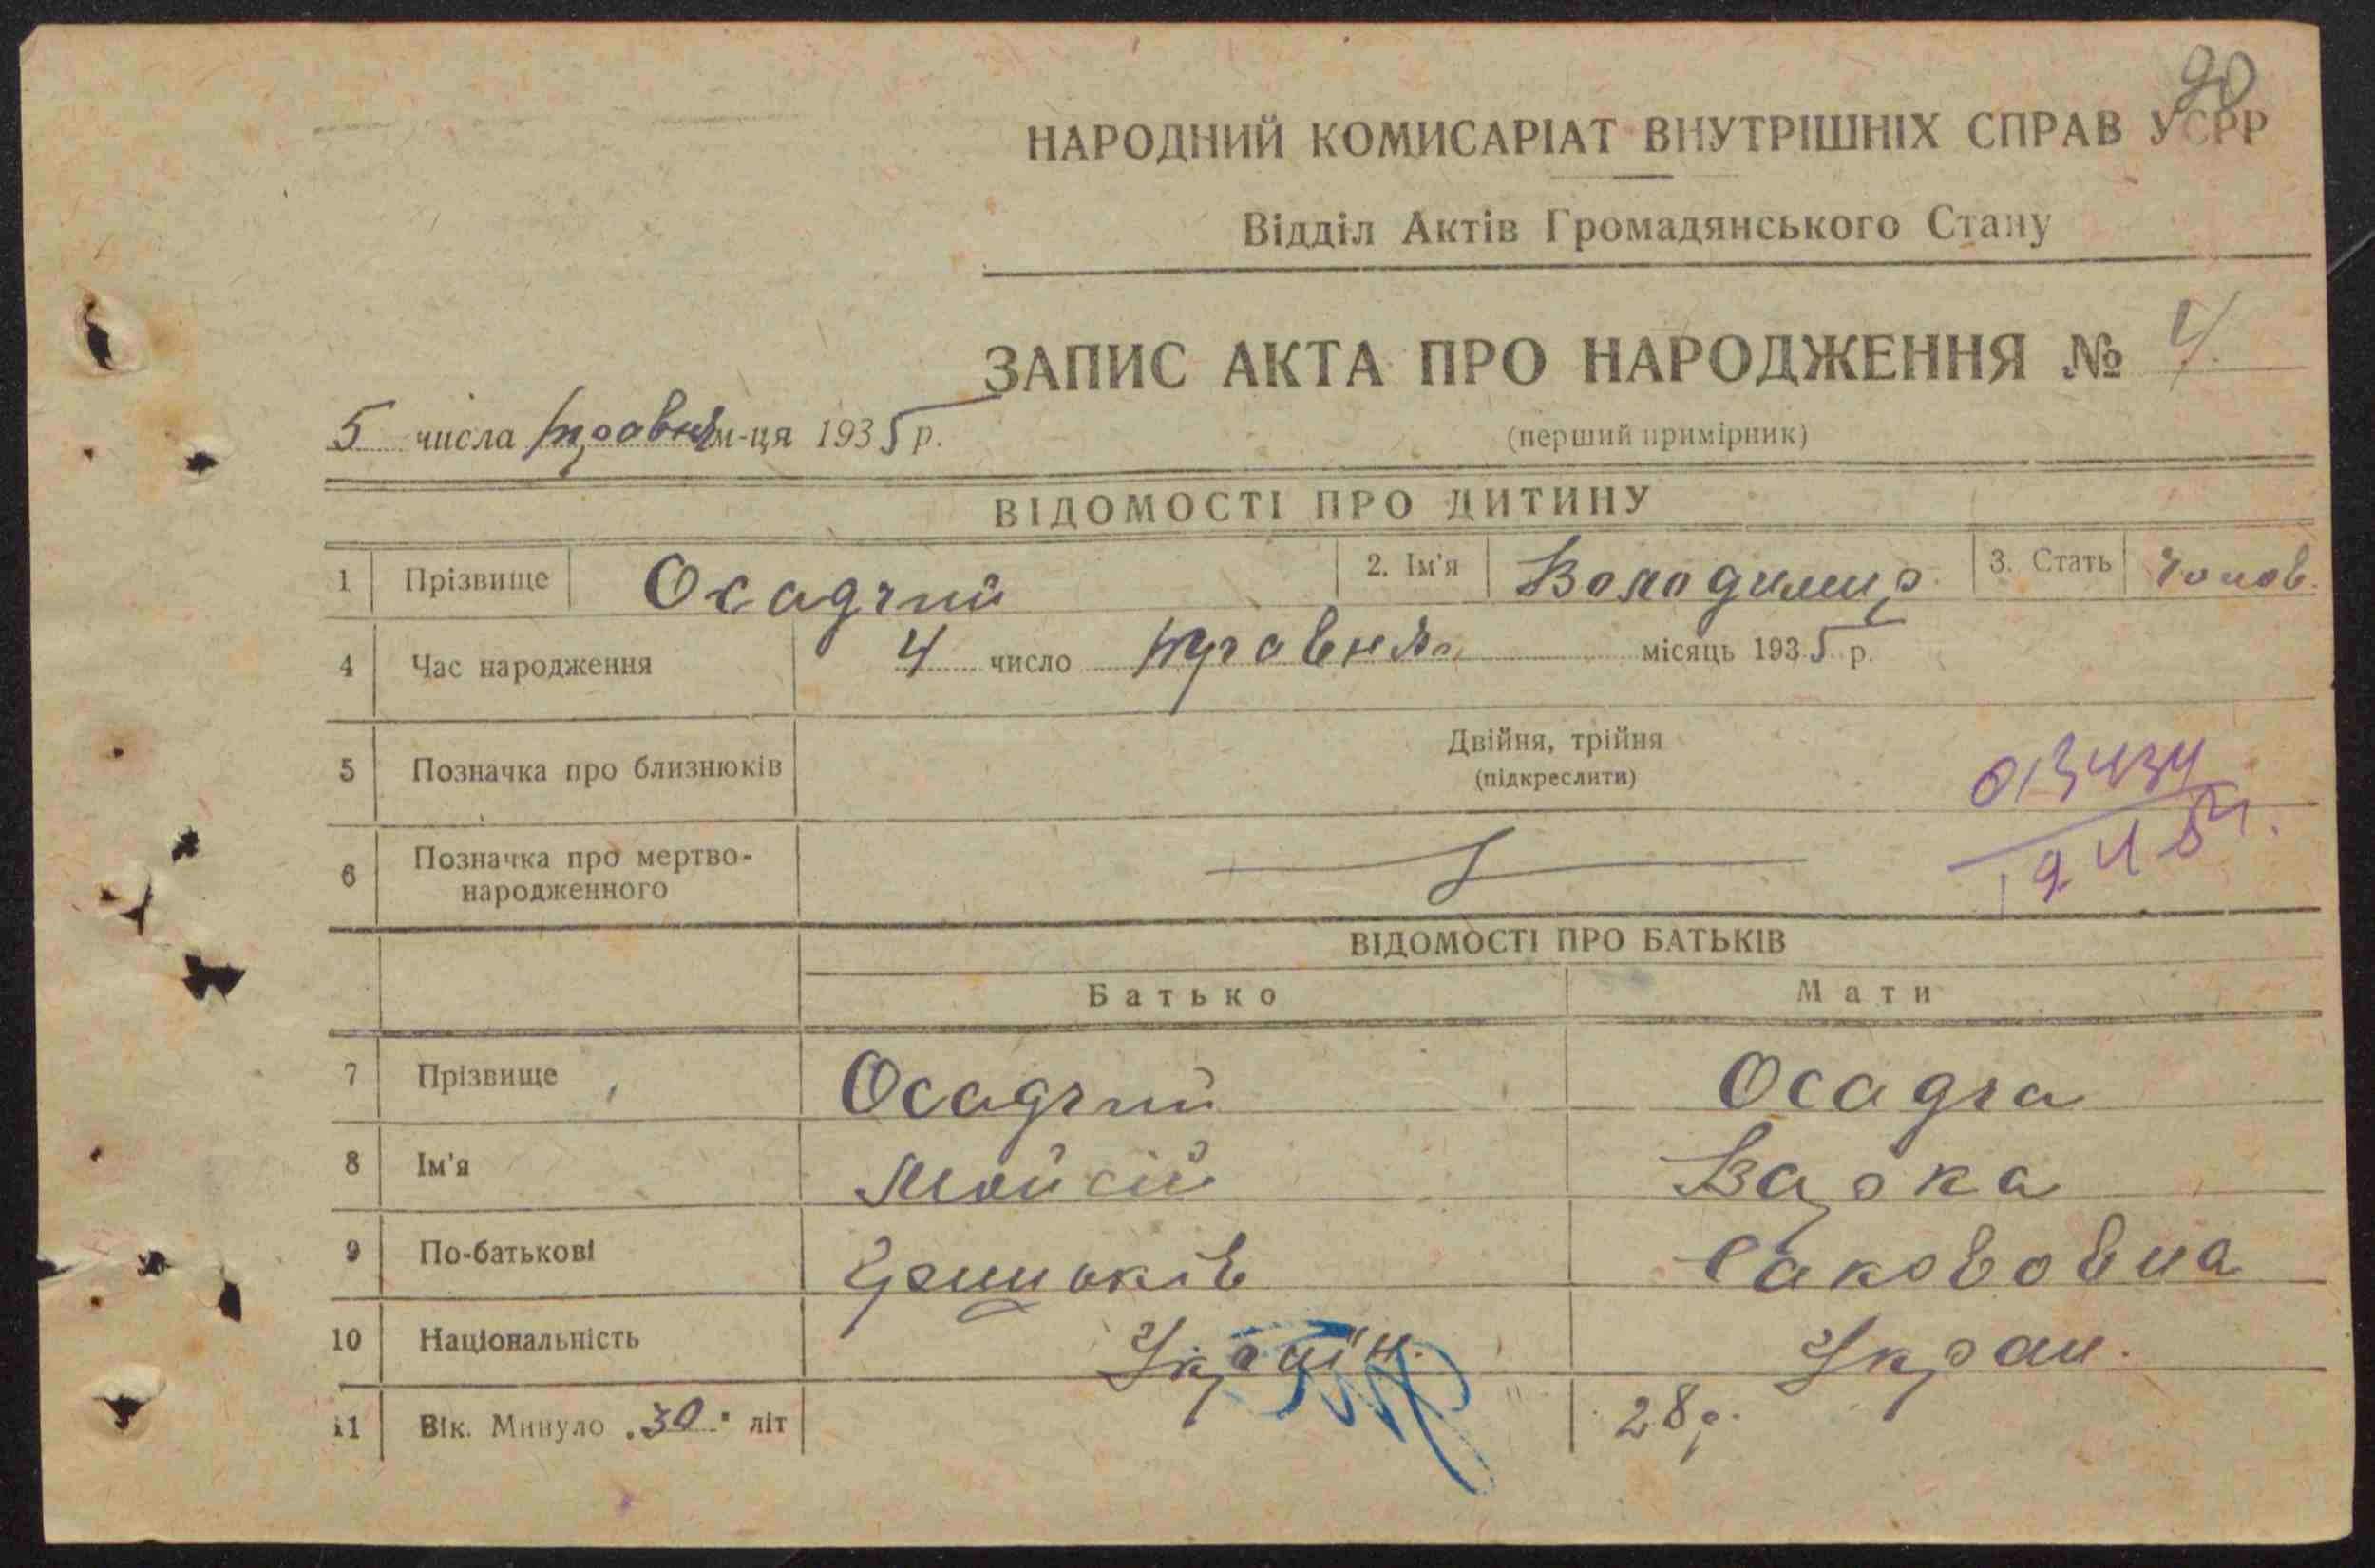 90
НАРОДНИЙ КОМИСАРІАТ ВНУТРІШНІХ СПРАВ УСРР
Відділ Актів Громадянського Стану
ЗАПИС АКТА ПРО НАРОДЖЕННЯ № 4.
5 числа травня м-ця 1935 р.
(перший примірник)
ВІДОМОСТІ ПРО ДИТИНУ
1 Прізвище Осадчий 2. Ім'я Володимир 3. Стать Чолов.
4 Час народження 4 число травня місяць 1935 р.
5 Позначка про близнюків Двійня, трійня
(підкреслити)
6 Позначка про мертво-
народженного
ВІДОМОСТІ ПРО БАТЬКІВ
Батько Мати
7 Прізвище Осадчий Осадча
8 Ім'я Мойсій Варка
9 По-батькові Сакововна
10 Національність Україн. Украи.
11 Вік. Минуло 30 літ 28 р.